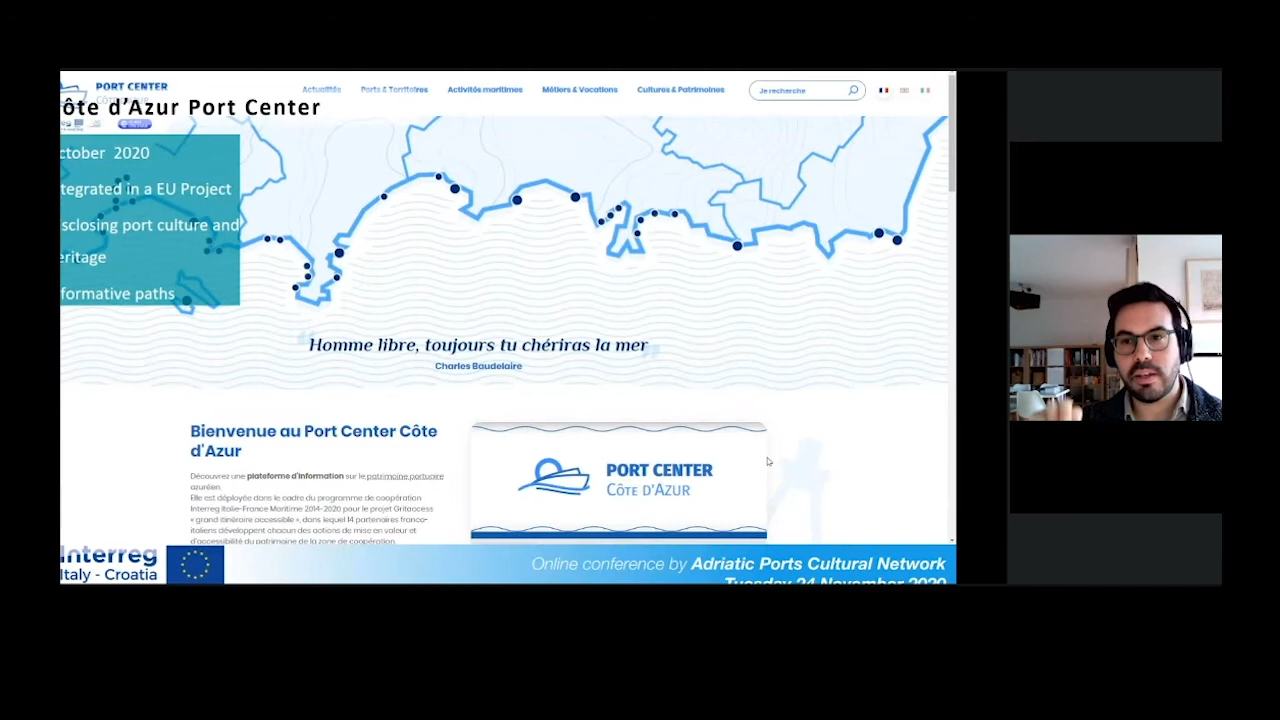 PORT CENTER
Actualités Ports & Territoires Activités maritimes Métiers & Vocations Cultures & Patrimoines
Je recherche
ôte d'Azur Port Center
ctober 2020
tegrated in a EU Project
sclosing port culture and
eritage
formative paths
Homme libre, toujours tu chériras la mer
Charles Baudelaire
Bienvenue au Port Center Côte
d'Azur
Découvrez une plateforme d'information sur le patrimoine portuaire
azuréen.
Elle est déployée dans le cadre du programme de coopération
Interreg Italie-France Maritime 2014-2020 pour le projet Gritaccess
« grand itinéraire accessible », dans lequel 14 partenaires franco-
italiens développent chacun des actions de mise en valeur et
d'accessibilité du patrimoine de la zone de coopération.
PORT CENTER
CÔTE D'AZUR
Interreg
Italy - Croatia
Online conference by Adriatic Ports Cultural Network
Tuesday 24 November 2020